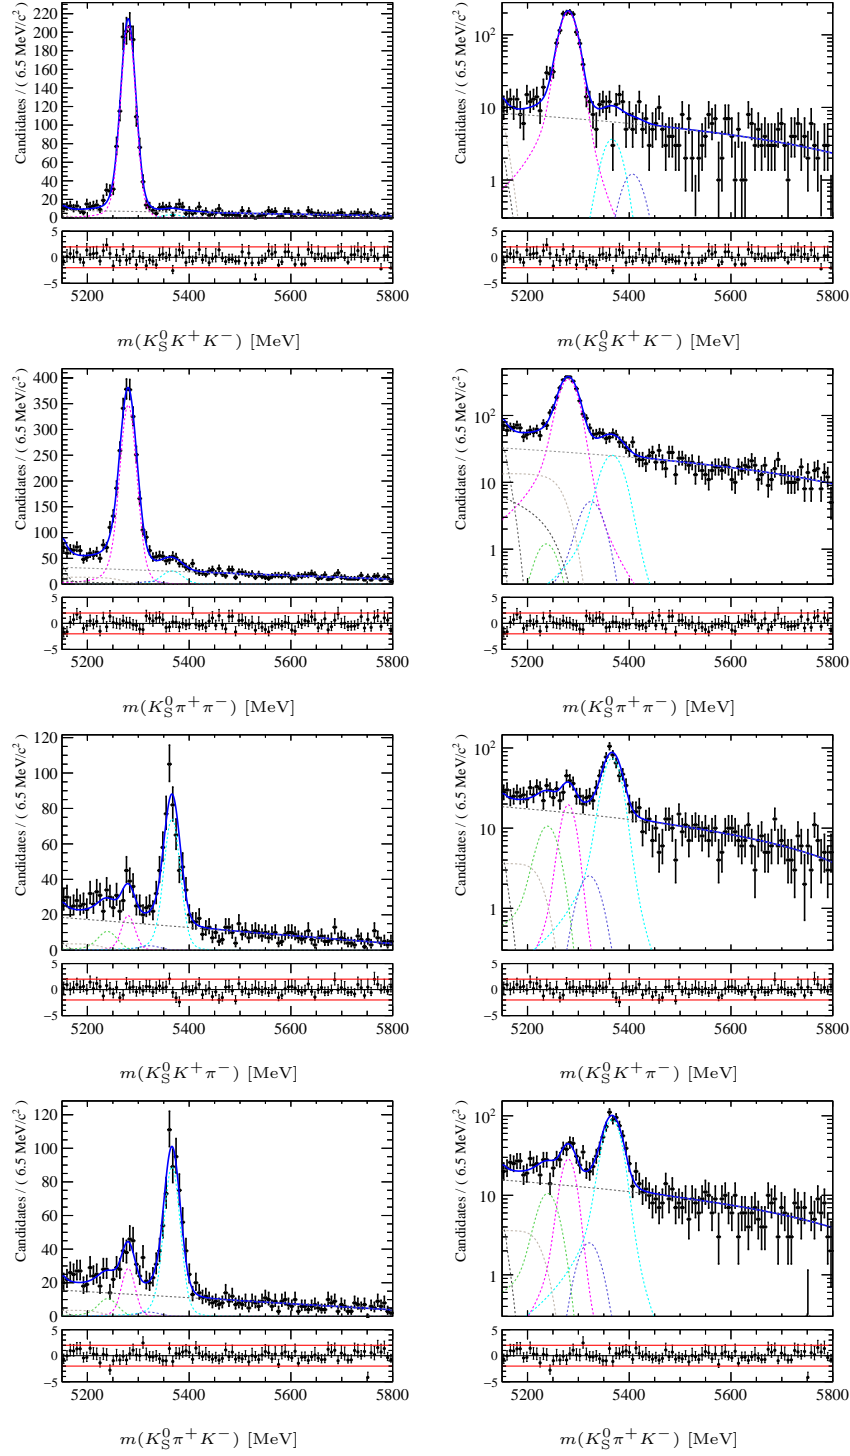 Candidates / ( 6.5 MeV/c² )
220
200
180
160
140
120
100
80
60
40
20
0
5
0
−5
5200 5400 5600 5800
m(K⁰_S K⁺ K⁻) [MeV]
Candidates / ( 6.5 MeV/c² )
10²
10
1
5
0
−5
5200 5400 5600 5800
m(K⁰_S K⁺ K⁻) [MeV]
Candidates / ( 6.5 MeV/c² )
400
350
300
250
200
150
100
50
0
5
0
−5
5200 5400 5600 5800
m(K⁰_S π⁺ π⁻) [MeV]
Candidates / ( 6.5 MeV/c² )
10²
10
1
5
0
−5
5200 5400 5600 5800
m(K⁰_S π⁺ π⁻) [MeV]
Candidates / ( 6.5 MeV/c² )
120
100
80
60
40
20
0
5
0
−5
5200 5400 5600 5800
m(K⁰_S K⁺ π⁻) [MeV]
Candidates / ( 6.5 MeV/c² )
10²
10
1
5
0
−5
5200 5400 5600 5800
m(K⁰_S K⁺ π⁻) [MeV]
Candidates / ( 6.5 MeV/c² )
120
100
80
60
40
20
0
5
0
−5
5200 5400 5600 5800
m(K⁰_S π⁺ K⁻) [MeV]
Candidates / ( 6.5 MeV/c² )
10²
10
1
5
0
−5
5200 5400 5600 5800
m(K⁰_S π⁺ K⁻) [MeV]